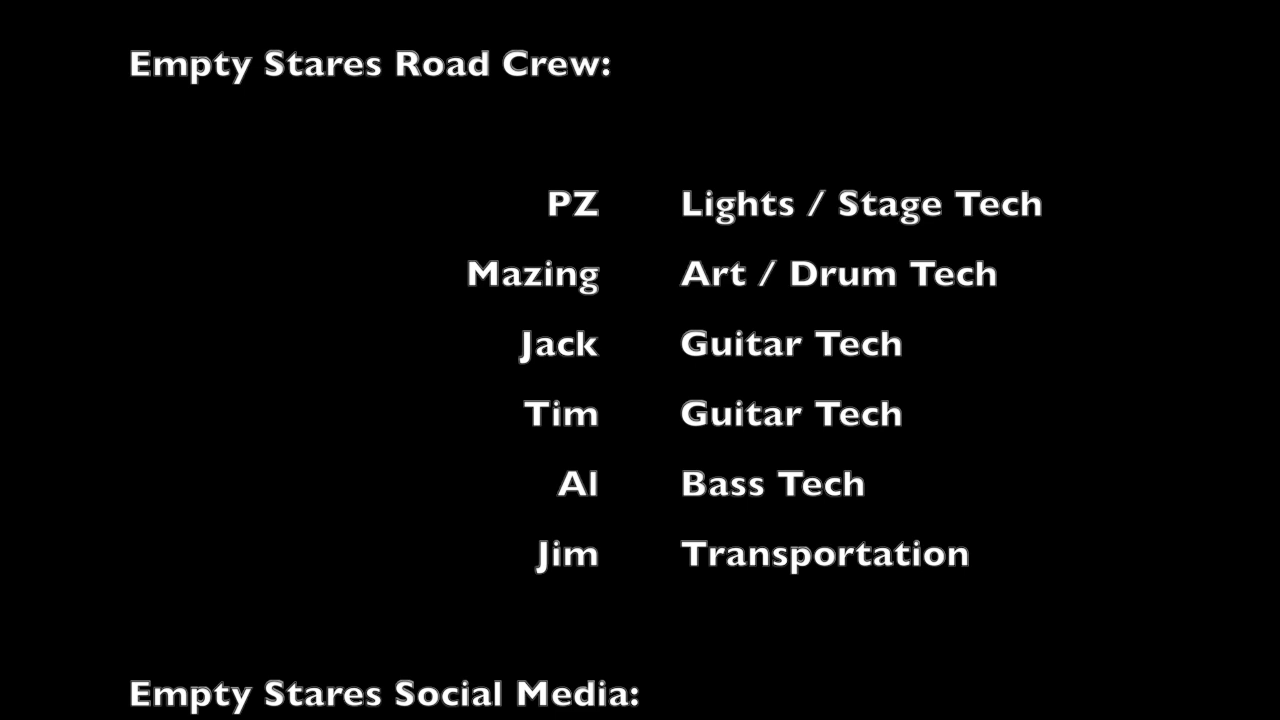 Empty Stares Road Crew:
PZ Lights / Stage Tech
Mazing Art / Drum Tech
Jack Guitar Tech
Tim Guitar Tech
Al Bass Tech
Jim Transportation
Empty Stares Social Media: